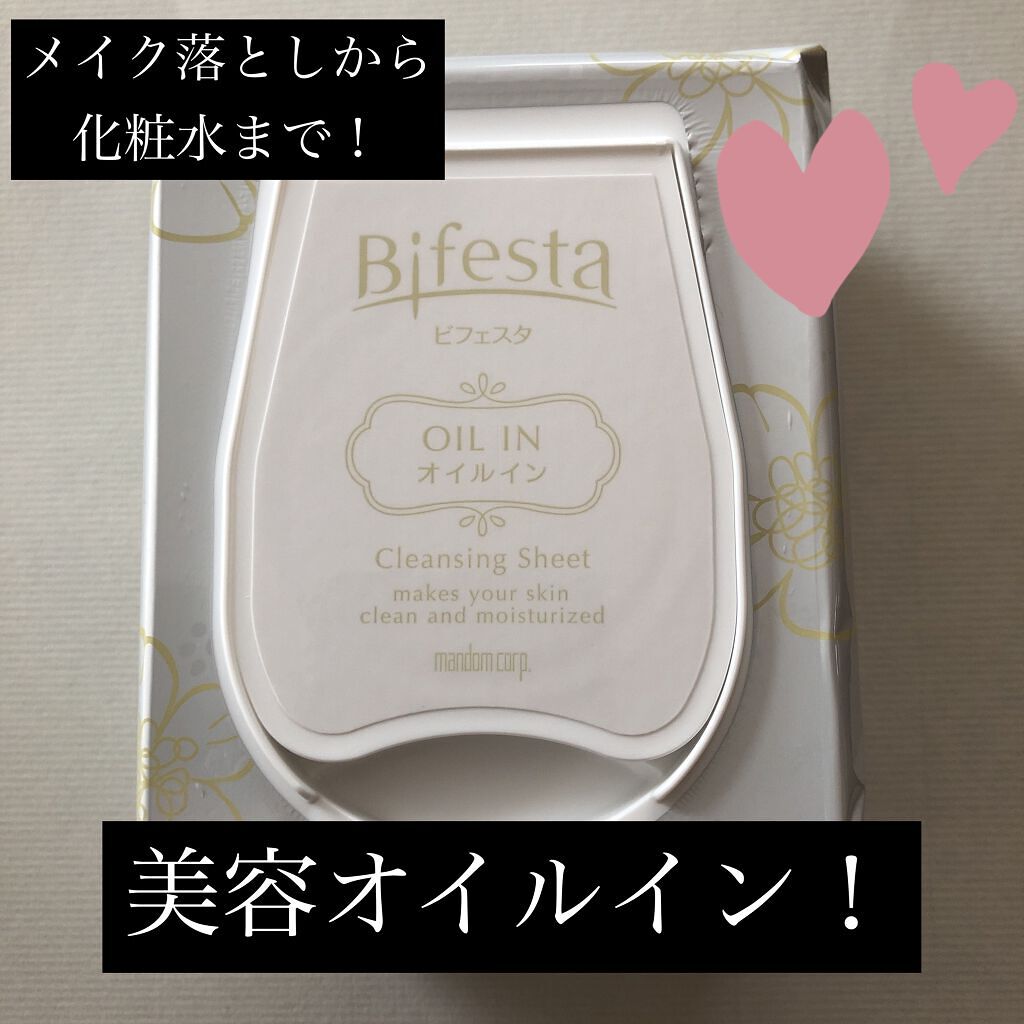 メイク落としから
化粧水まで！
Bifesta
ビフェスタ
OIL IN
オイルイン
Cleansing Sheet
makes your skin
clean and moisturized
mandom corp.
美容オイルイン！